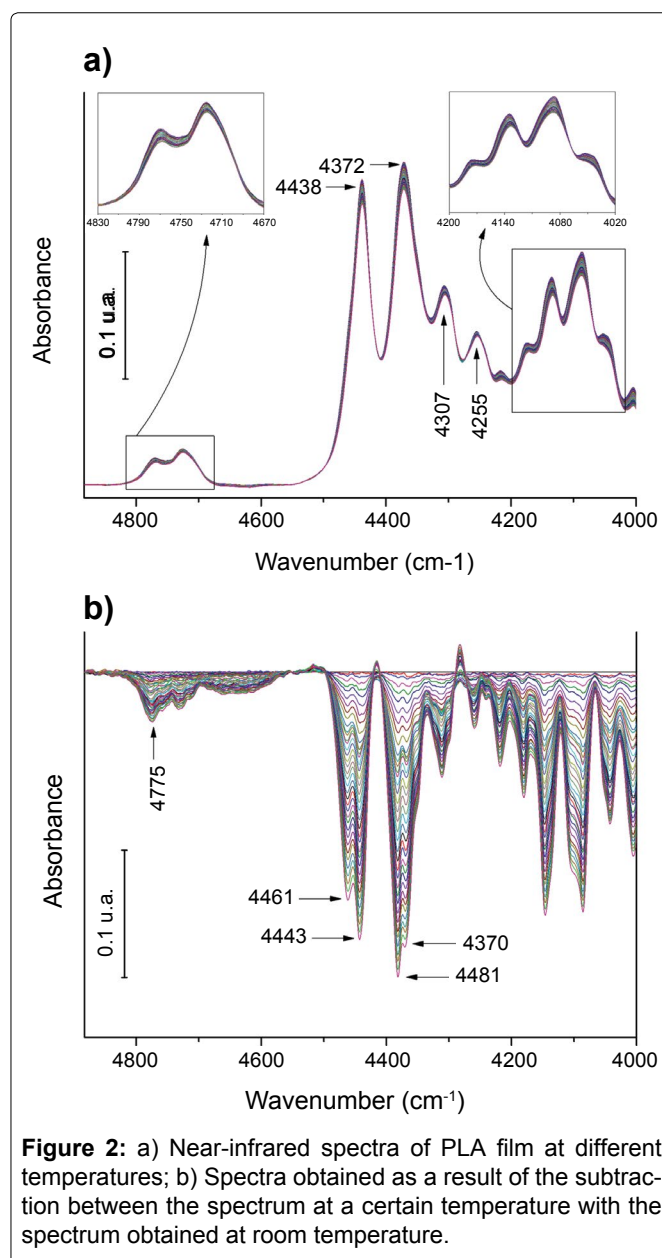 a)
4830 4790 4750 4710 4670
4200 4140 4080 4020
4438
4372
4307
4255
0.1 u.a.
Absorbance
4800 4600 4400 4200 4000
Wavenumber (cm-1)
b)
4775
4461
4443
4370
4481
0.1 u.a.
Absorbance
4800 4600 4400 4200 4000
Wavenumber (cm-1)
Figure 2: a) Near-infrared spectra of PLA film at different
temperatures; b) Spectra obtained as a result of the subtrac-
tion between the spectrum at a certain temperature with the
spectrum obtained at room temperature.